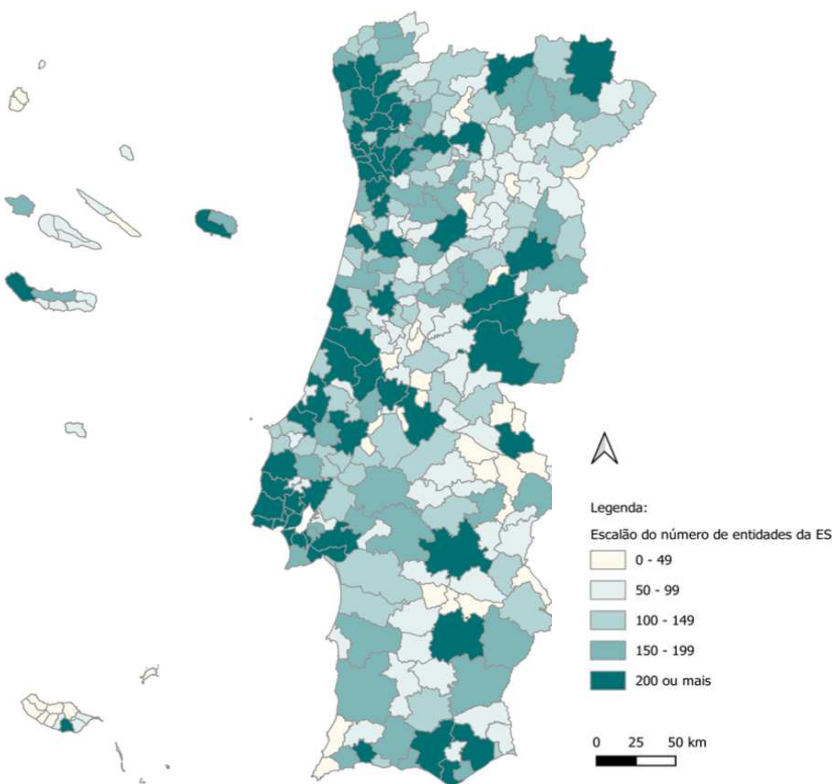 Legenda:
Escalão do número de entidades da ES
0 - 49
50 - 99
100 - 149
150 - 199
200 ou mais
0 25 50 km